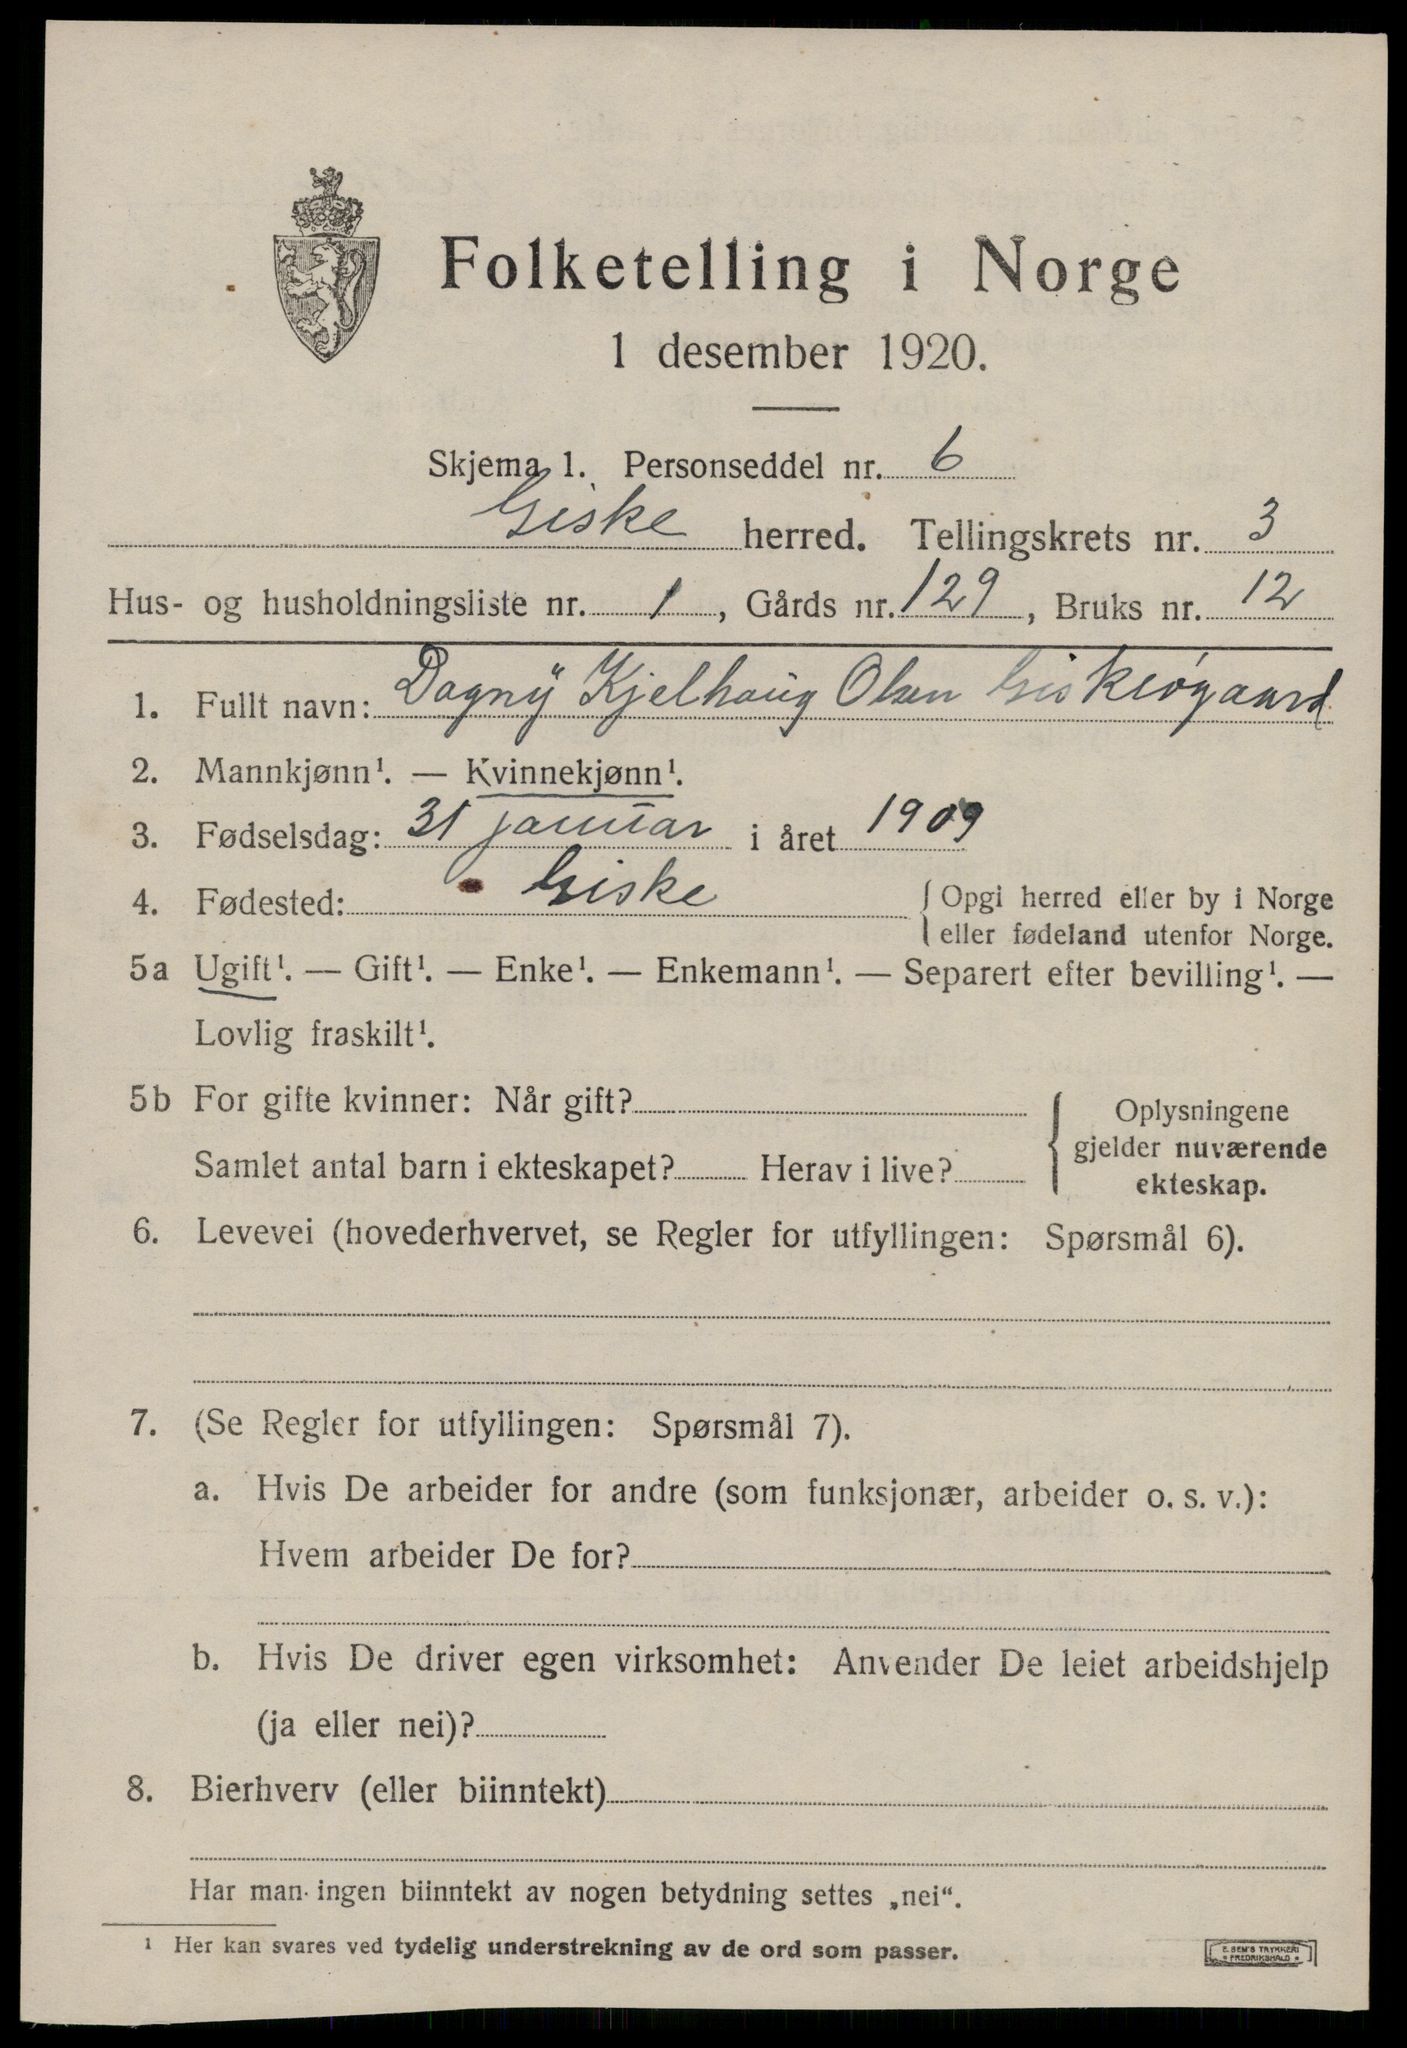 Folketelling i Norge
1 desember 1920.
Skjema 1. Personseddel nr. 6
Giske herred. Tellingskrets nr. 3
Hus- og husholdningsliste nr. 1, Gårds nr. 129, Bruks nr. 12
1. Fullt navn: Dagny Kjelhaug Olsen Giskeøgaard
2. Mannkjønn¹. — Kvinnekjønn¹.
3. Fødselsdag: 31 januar i året 1909
4. Fødested: Giske { Opgi herred eller by i Norge
eller fødeland utenfor Norge.
5a Ugift¹. — Gift¹. — Enke¹. — Enkemann¹. — Separert efter bevilling¹. —
Lovlig fraskilt¹.
5b For gifte kvinner: Når gift? { Oplysningene
gjelder nuværende
Samlet antal barn i ekteskapet? Herav i live? ekteskap.
6. Levevei (hovederhvervet, se Regler for utfyllingen: Spørsmål 6).
7. (Se Regler for utfyllingen: Spørsmål 7).
a. Hvis De arbeider for andre (som funksjonær, arbeider o. s. v.):
Hvem arbeider De for?
b. Hvis De driver egen virksomhet: Anvender De leiet arbeidshjelp
(ja eller nei)?
8. Bierhverv (eller biinntekt)
Har man ingen biinntekt av nogen betydning settes „nei“.
¹ Her kan svares ved tydelig understrekning av de ord som passer.
E. SEM'S TRYKKERI
FREDRIKSHALD